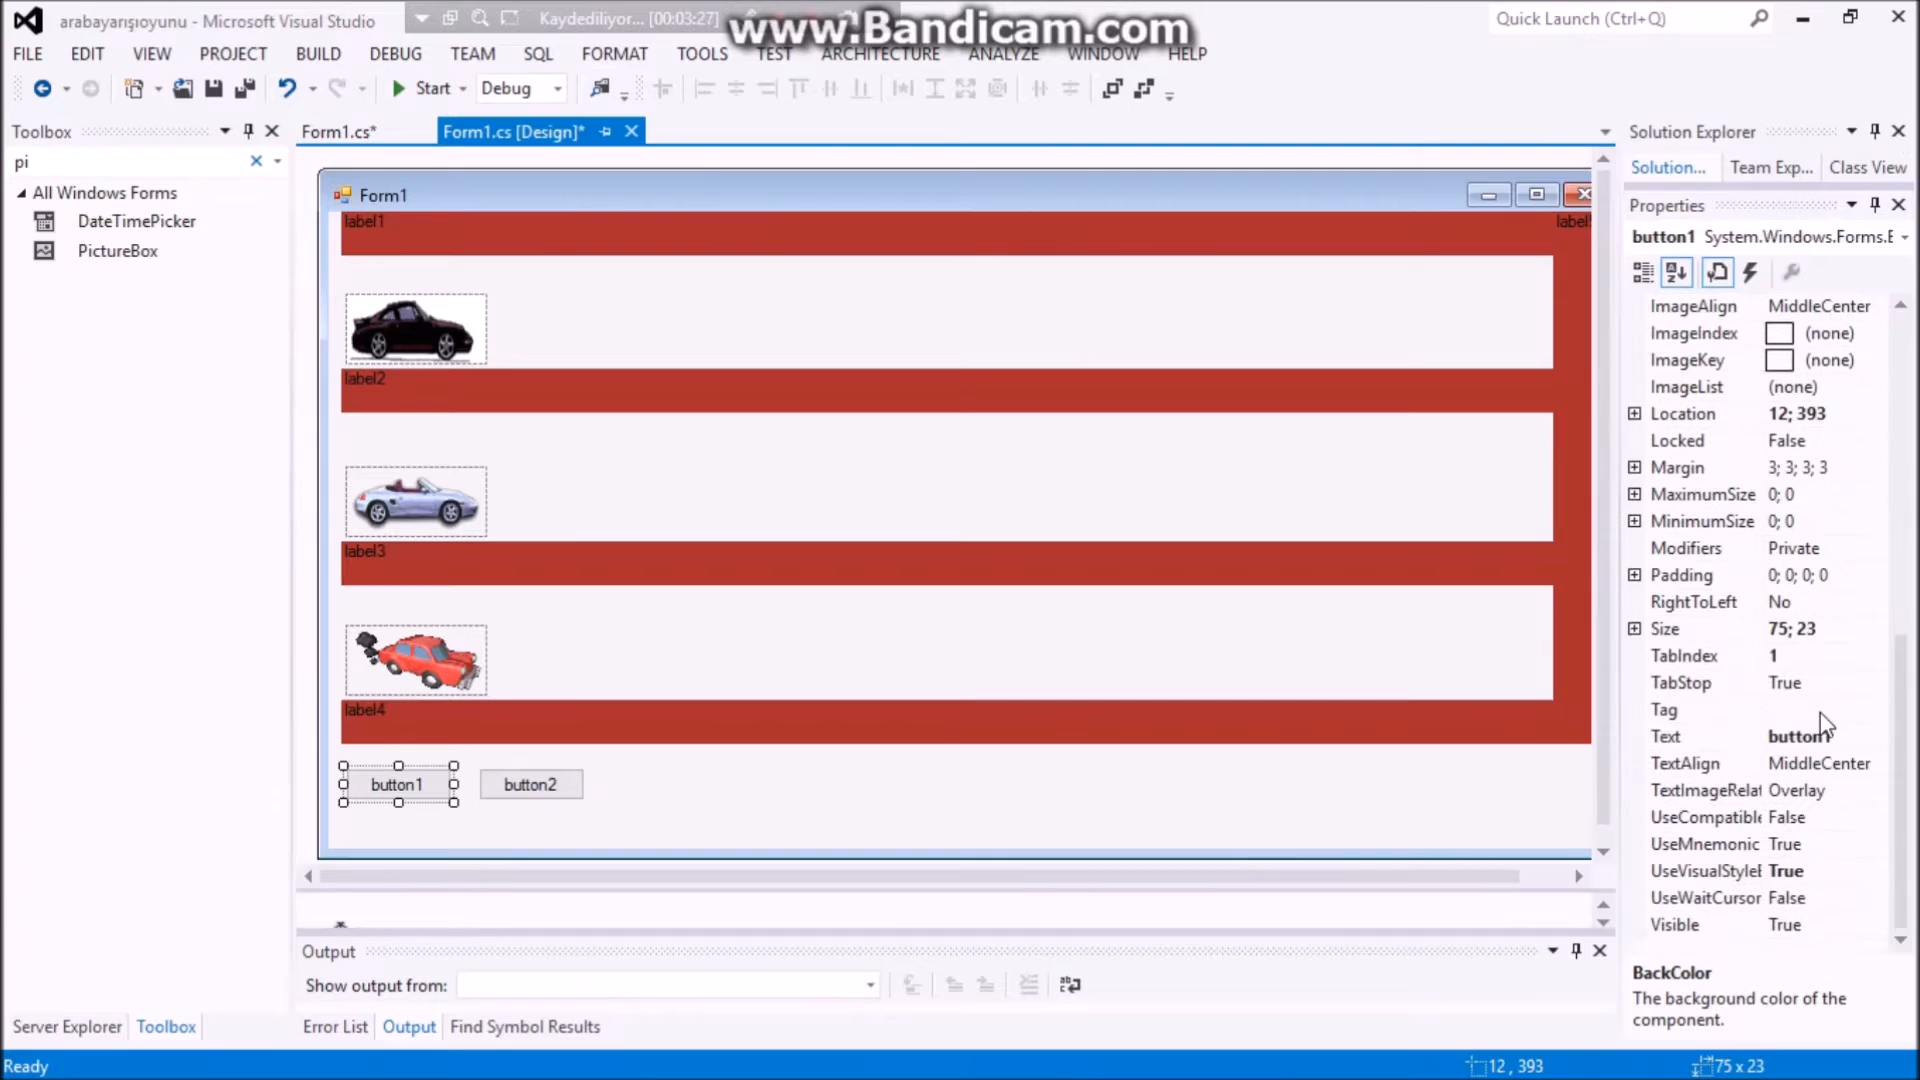 arabayarışıoyunu - Microsoft Visual Studio
Kaydediliyor... [00:03:27]
www.Bandicam.com
Quick Launch (Ctrl+Q)
FILE EDIT VIEW PROJECT BUILD DEBUG TEAM SQL FORMAT TOOLS TEST ARCHITECTURE ANALYZE WINDOW HELP
Start Debug
Toolbox
Form1.cs*
Form1.cs [Design]*
Solution Explorer
pi
Solution... Team Exp... Class View
All Windows Forms
DateTimePicker
PictureBox
Form1
label1
label2
label3
label4
button1
button2
Properties
button1 System.Windows.Forms.E
ImageAlign MiddleCenter
ImageIndex (none)
ImageKey (none)
ImageList (none)
Location 12; 393
Locked False
Margin 3; 3; 3; 3
MaximumSize 0; 0
MinimumSize 0; 0
Modifiers Private
Padding 0; 0; 0; 0
RightToLeft No
Size 75; 23
TabIndex 1
TabStop True
Tag
Text button1
TextAlign MiddleCenter
TextImageRelat Overlay
UseCompatible False
UseMnemonic True
UseVisualStyleE True
UseWaitCursor False
Visible True
BackColor
The background color of the
component.
Output
Show output from:
Server Explorer Toolbox
Error List Output Find Symbol Results
Ready
12 , 393
75 x 23